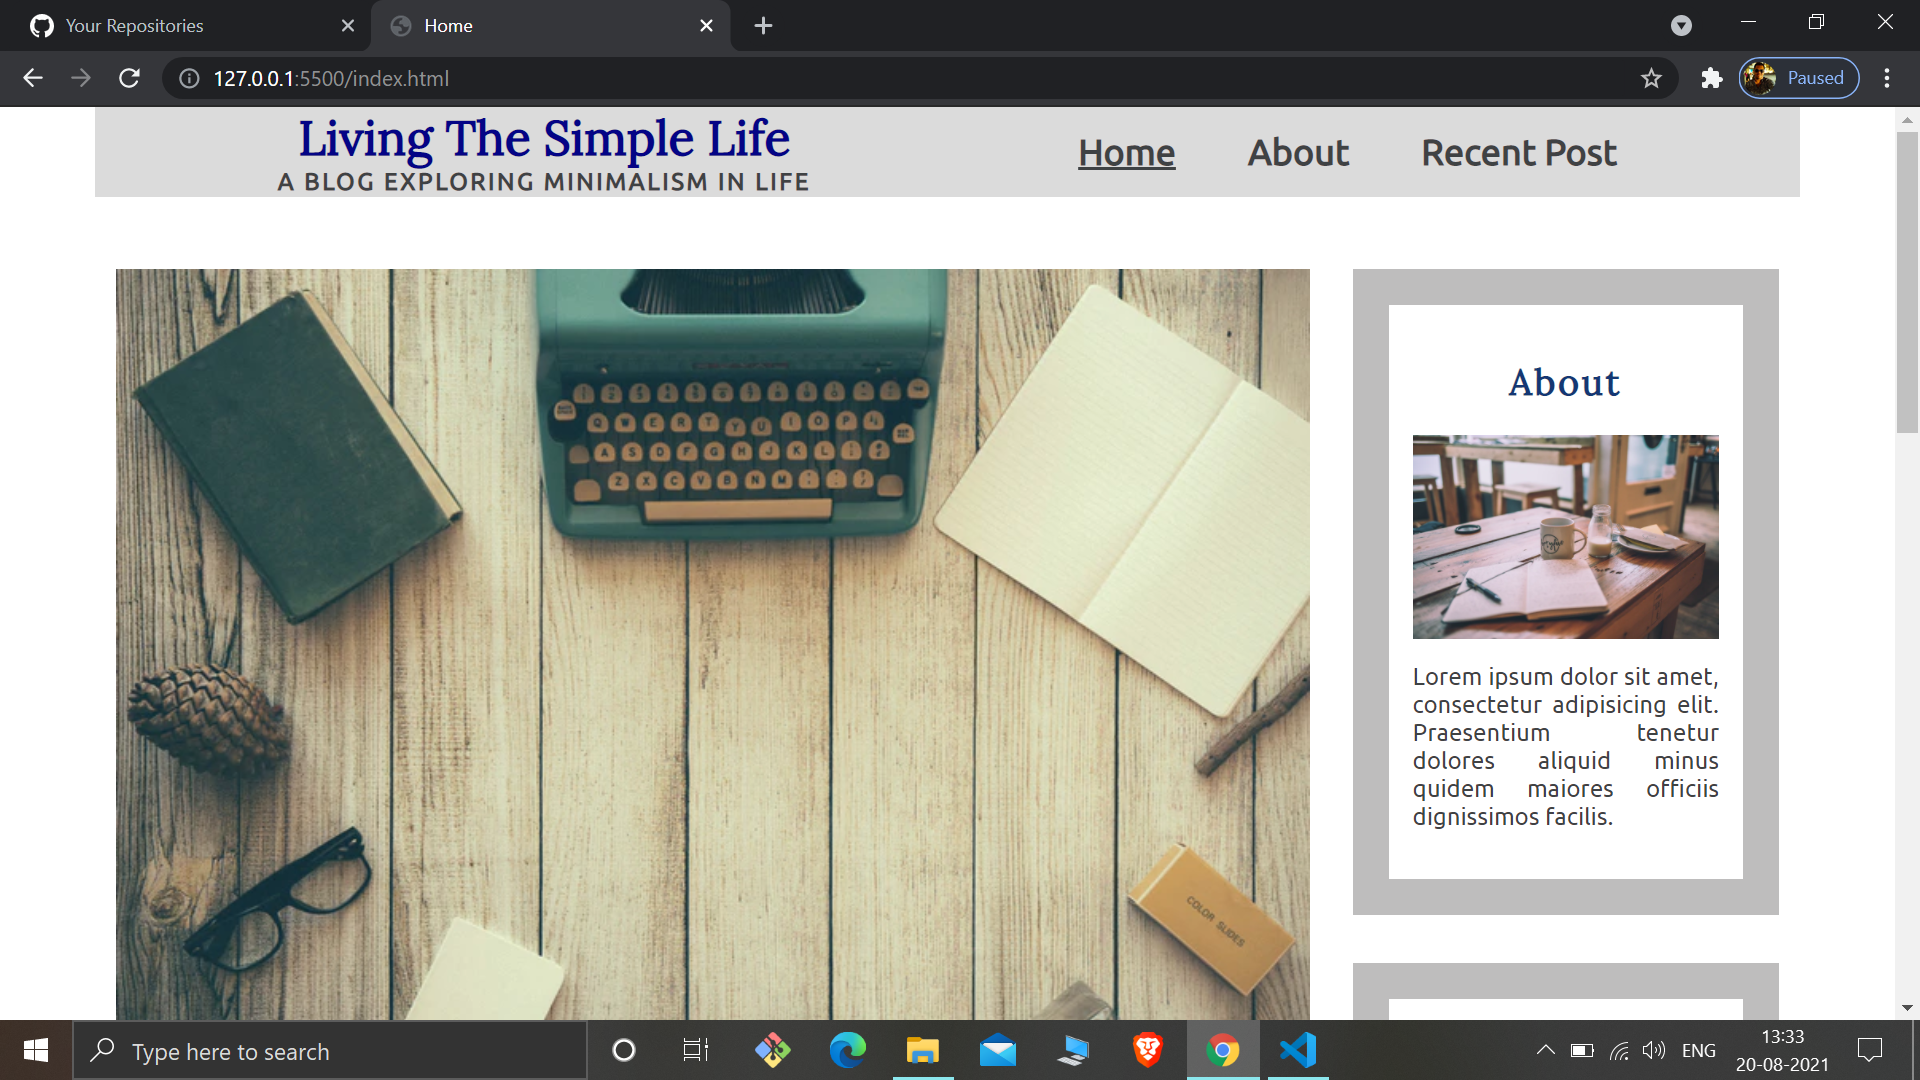 Your Repositories
Home
127.0.0.1:5500/index.html
Paused
Living The Simple Life
A BLOG EXPLORING MINIMALISM IN LIFE
Home About Recent Post
Q W E R T Y U I O P
A S D F G H J K L
Z X C V B N M
COLOR SLIDES
About
Lorem ipsum dolor sit amet,
consectetur adipisicing elit.
Praesentium tenetur
dolores aliquid minus
quidem maiores officiis
dignissimos facilis.
Type here to search
ENG
13:33
20-08-2021